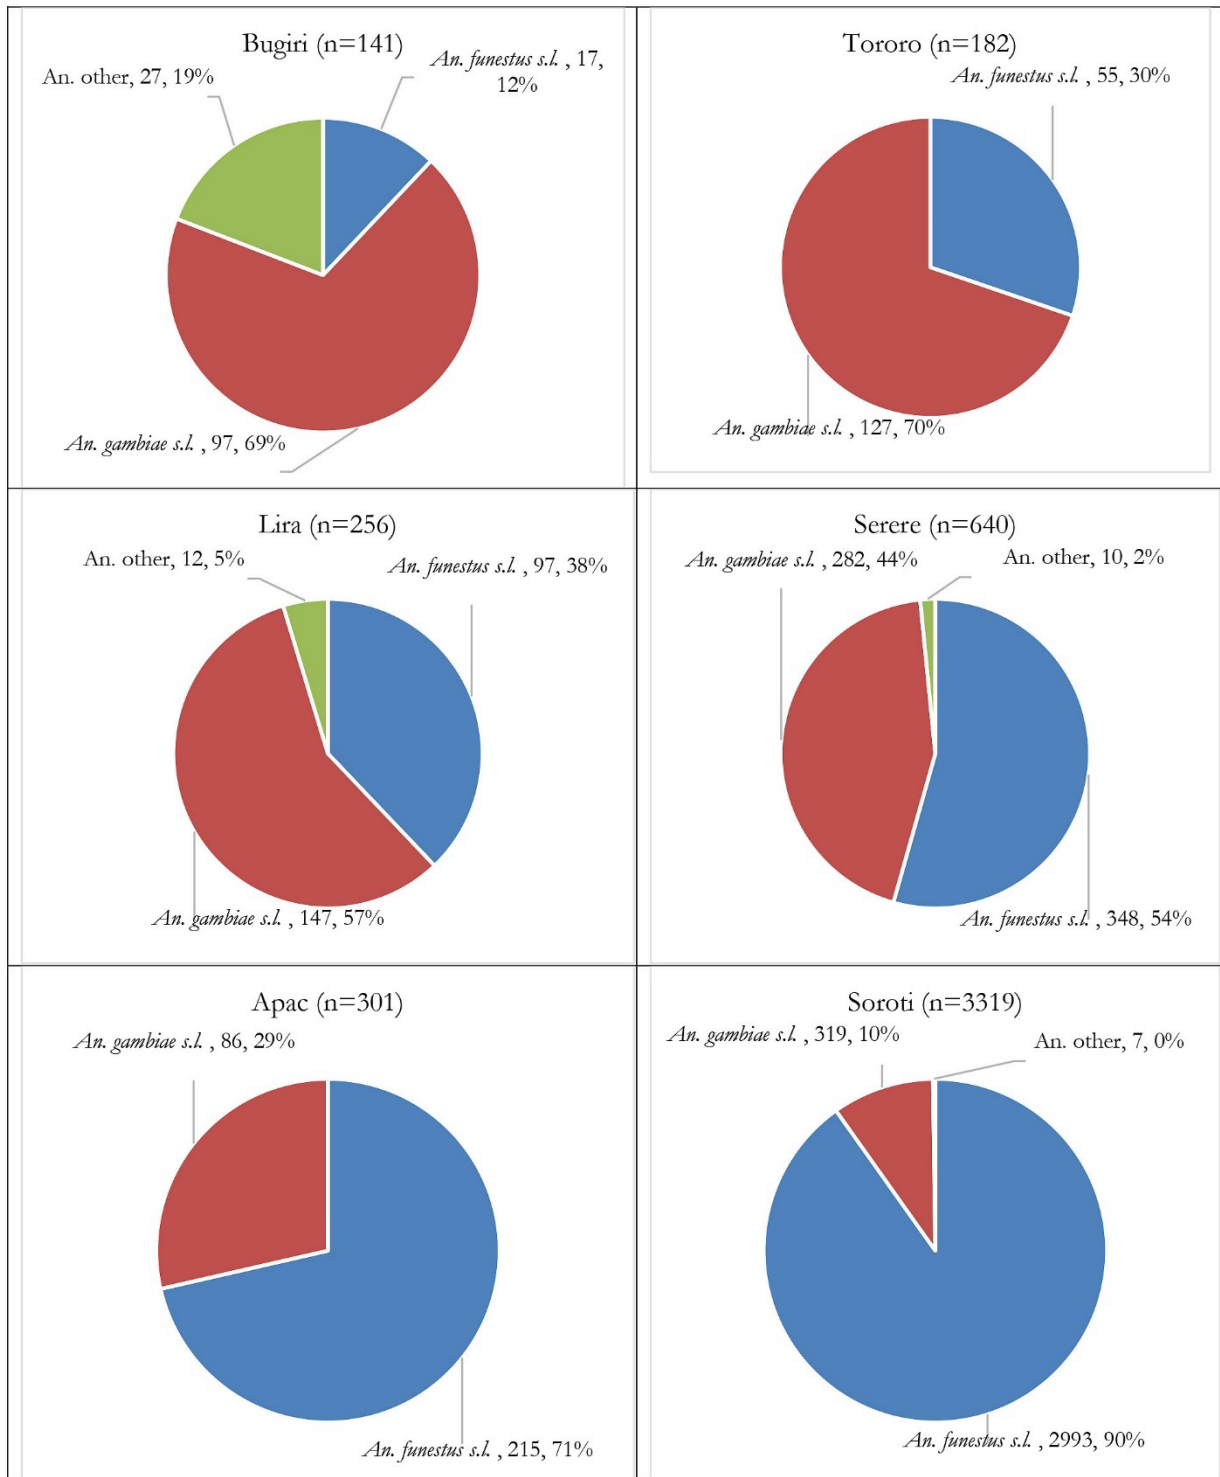 Bugiri (n=141)
An. other, 27, 19%
An. funestus s.l. , 17,
12%
An. gambiae s.l. , 97, 69%
Tororo (n=182)
An. funestus s.l. , 55, 30%
An. gambiae s.l. , 127, 70%
Lira (n=256)
An. other, 12, 5%
An. funestus s.l. , 97, 38%
An. gambiae s.l. , 147, 57%
Serere (n=640)
An. gambiae s.l. , 282, 44%
An. other, 10, 2%
An. funestus s.l. , 348, 54%
Apac (n=301)
An. gambiae s.l. , 86, 29%
An. funestus s.l. , 215, 71%
Soroti (n=3319)
An. gambiae s.l. , 319, 10%
An. other, 7, 0%
An. funestus s.l. , 2993, 90%